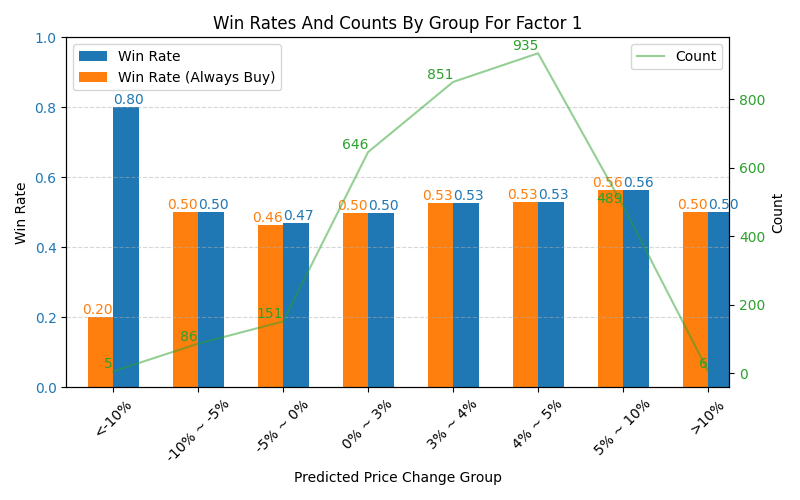 Win Rates And Counts By Group For Factor 1
Win Rate
Win Rate (Always Buy)
Count
1.0
0.8
0.6
0.4
0.2
0.0
Win Rate
800
600
400
200
0
Count
0.20 0.80
0.50 0.50
0.46 0.47
0.50 0.50
0.53 0.53
0.53 0.53
0.56 0.56
0.50 0.50
5
86
151
646
851
935
489
6
<-10%
-10% ~ -5%
-5% ~ 0%
0% ~ 3%
3% ~ 4%
4% ~ 5%
5% ~ 10%
>10%
Predicted Price Change Group